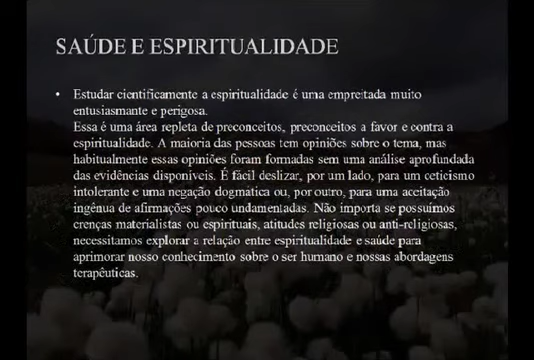 SAÚDE E ESPIRITUALIDADE
• Estudar cientificamente a espiritualidade é uma empreitada muito
entusiasmante e perigosa.
Essa é uma área repleta de preconceitos, preconceitos a favor e contra a
espiritualidade. A maioria das pessoas tem opiniões sobre o tema, mas
habitualmente essas opiniões foram formadas sem uma análise aprofundada
das evidências disponíveis. É fácil deslizar, por um lado, para um ceticismo
intolerante e uma negação dogmática ou, por outro, para uma aceitação
ingênua de afirmações pouco undamentadas. Não importa se possuímos
crenças materialistas ou espirituais, atitudes religiosas ou anti-religiosas,
necessitamos explorar a relação entre espiritualidade e saúde para
aprimorar nosso conhecimento sobre o ser humano e nossas abordagens
terapêuticas.